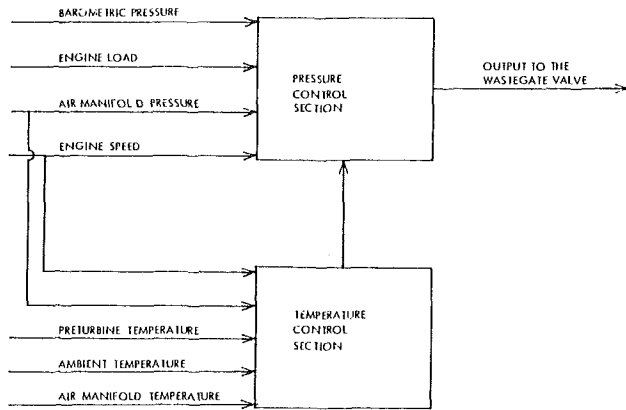 BAROMETRIC PRESSURE
ENGINE LOAD
AIR MANIFOLD PRESSURE
ENGINE SPEED
PRESSURE
CONTROL
SECTION
OUTPUT TO THE
WASTEGATE VALVE
TEMPERATURE
CONTROL
SECTION
PRETURBINE TEMPERATURE
AMBIENT TEMPERATURE
AIR MANIFOLD TEMPERATURE